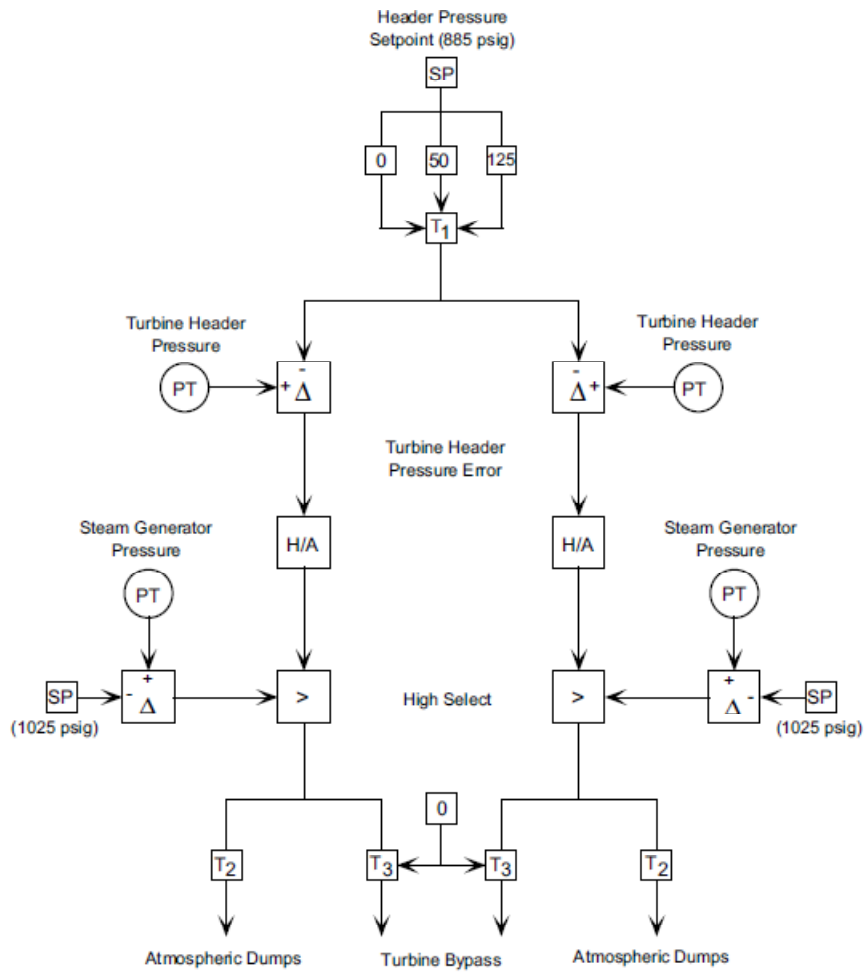 Header Pressure
Setpoint (885 psig)
SP
0
50
125
T1
Turbine Header
Pressure
Turbine Header
Pressure
PT
+
-
Δ
-
Δ
+
PT
Turbine Header
Pressure Error
H/A
H/A
Steam Generator
Pressure
Steam Generator
Pressure
PT
PT
SP
-
+
Δ
>
High Select
>
+
Δ
-
SP
(1025 psig)
(1025 psig)
0
T2
T3
T3
T2
Atmospheric Dumps
Turbine Bypass
Atmospheric Dumps